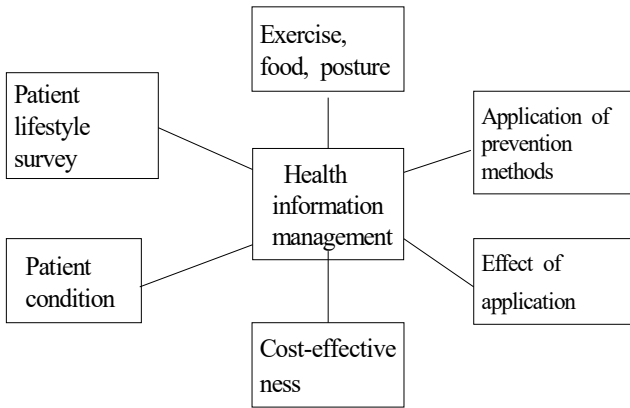 Exercise,
food, posture
Patient
lifestyle
survey
Application of
prevention
methods
Health
information
management
Patient
condition
Effect of
application
Cost-effective
ness